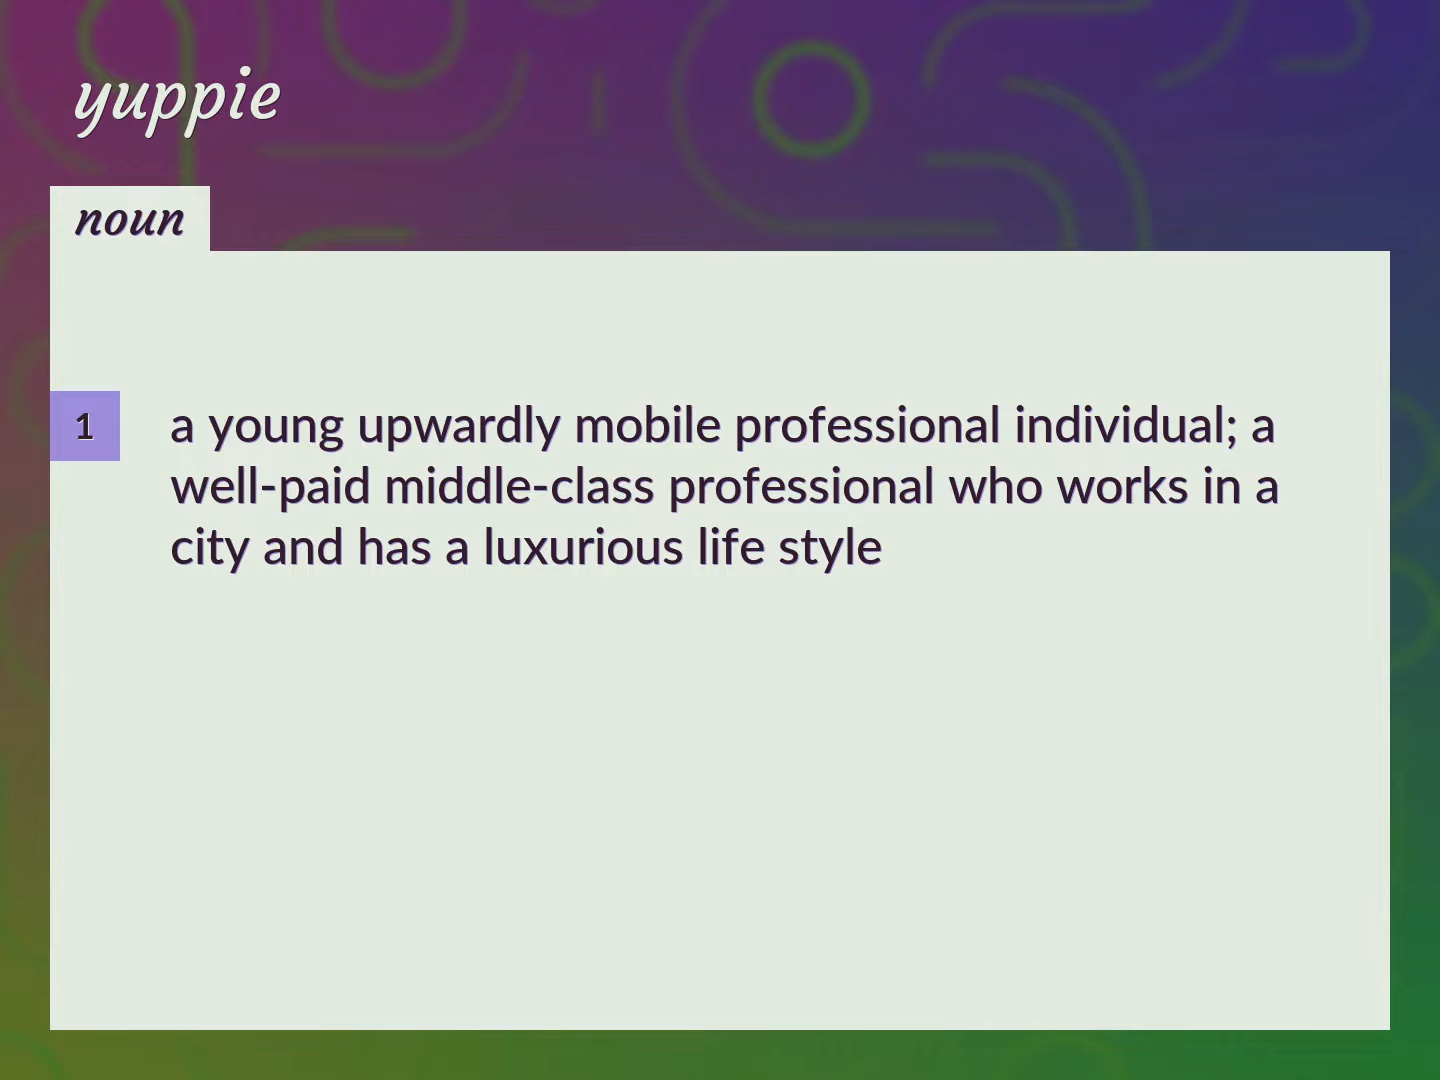 yuppie
noun
1
a young upwardly mobile professional individual; a
well-paid middle-class professional who works in a
city and has a luxurious life style